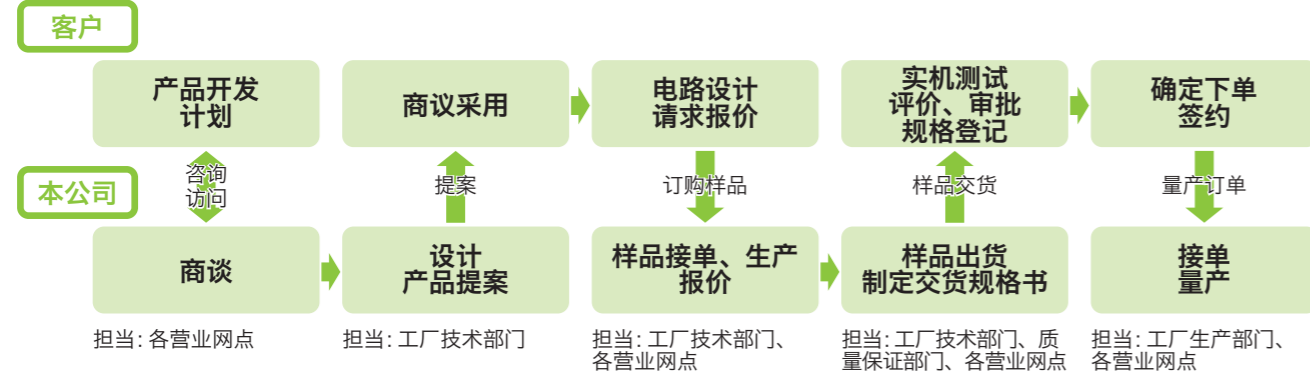 客户
产品开发
计划
商议采用
电路设计
请求报价
实机测试
评价、审批
规格登记
确定下单
签约
咨询
访问
提案
订购样品
样品交货
量产订单
本公司
商谈
设计
产品提案
样品接单、生产
报价
样品出货
制定交货规格书
接单
量产
担当: 各营业网点
担当: 工厂技术部门
担当: 工厂技术部门、
各营业网点
担当: 工厂技术部门、质
量保证部门、各营业网点
担当: 工厂生产部门、
各营业网点